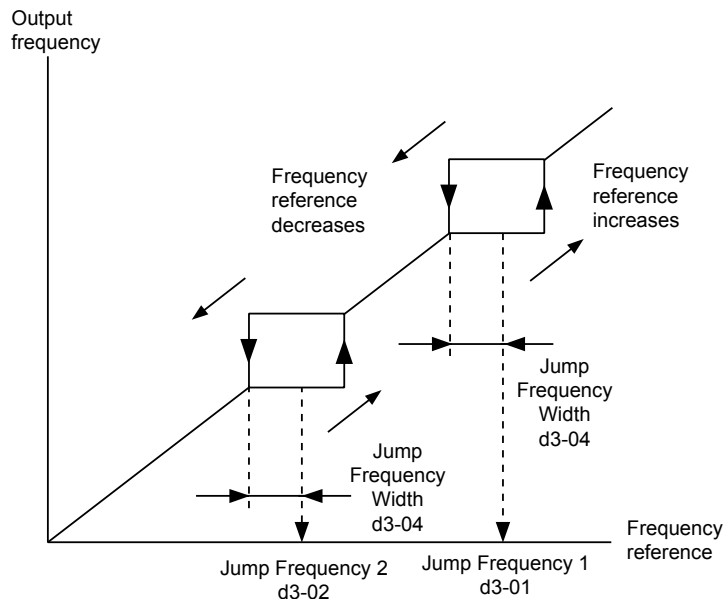 Output
frequency
Frequency
reference
decreases
Frequency
reference
increases
Jump
Frequency
Width
d3-04
Jump
Frequency
Width
d3-04
Frequency
reference
Jump Frequency 2
d3-02
Jump Frequency 1
d3-01